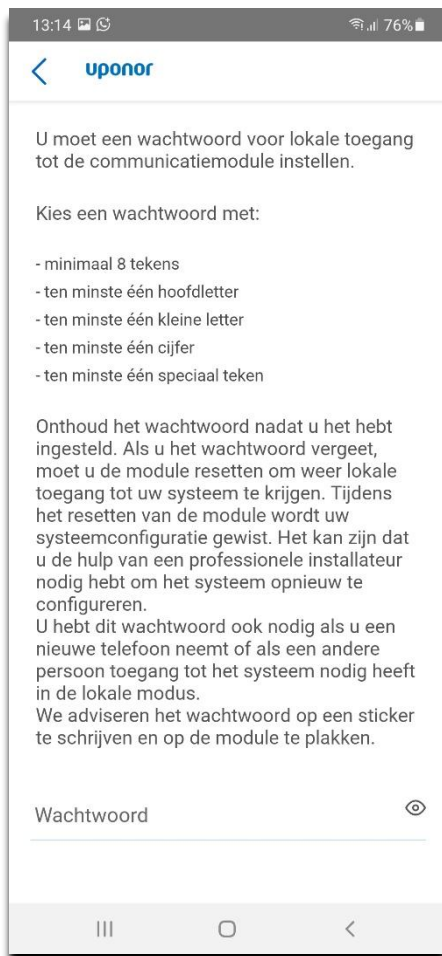 13:14 76%
uponor
U moet een wachtwoord voor lokale toegang
tot de communicatiemodule instellen.
Kies een wachtwoord met:
- minimaal 8 tekens
- ten minste één hoofdletter
- ten minste één kleine letter
- ten minste één cijfer
- ten minste één speciaal teken
Onthoud het wachtwoord nadat u het hebt
ingesteld. Als u het wachtwoord vergeet,
moet u de module resetten om weer lokale
toegang tot uw systeem te krijgen. Tijdens
het resetten van de module wordt uw
systeemconfiguratie gewist. Het kan zijn dat
u de hulp van een professionele installateur
nodig hebt om het systeem opnieuw te
configureren.
U hebt dit wachtwoord ook nodig als u een
nieuwe telefoon neemt of als een andere
persoon toegang tot het systeem nodig heeft
in de lokale modus.
We adviseren het wachtwoord op een sticker
te schrijven en op de module te plakken.
Wachtwoord